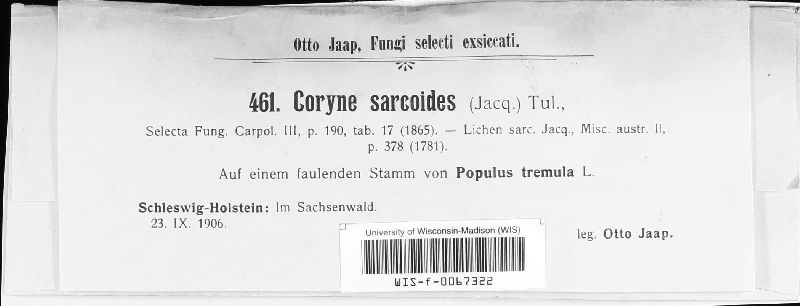 Otto Jaap, Fungi selecti exsiccati.
461. Coryne sarcoides (Jacq.) Tul.,
Selecta Fung. Carpol. III, p. 190, tab. 17 (1865). — Lichen sarc. Jacq., Misc. austr. II,
p. 378 (1781).
Auf einem faulenden Stamm von Populus tremula L.
Schleswig-Holstein: Im Sachsenwald.
23. IX. 1906.
leg. Otto Jaap.
University of Wisconsin-Madison (WIS)
WIS-f-0067322